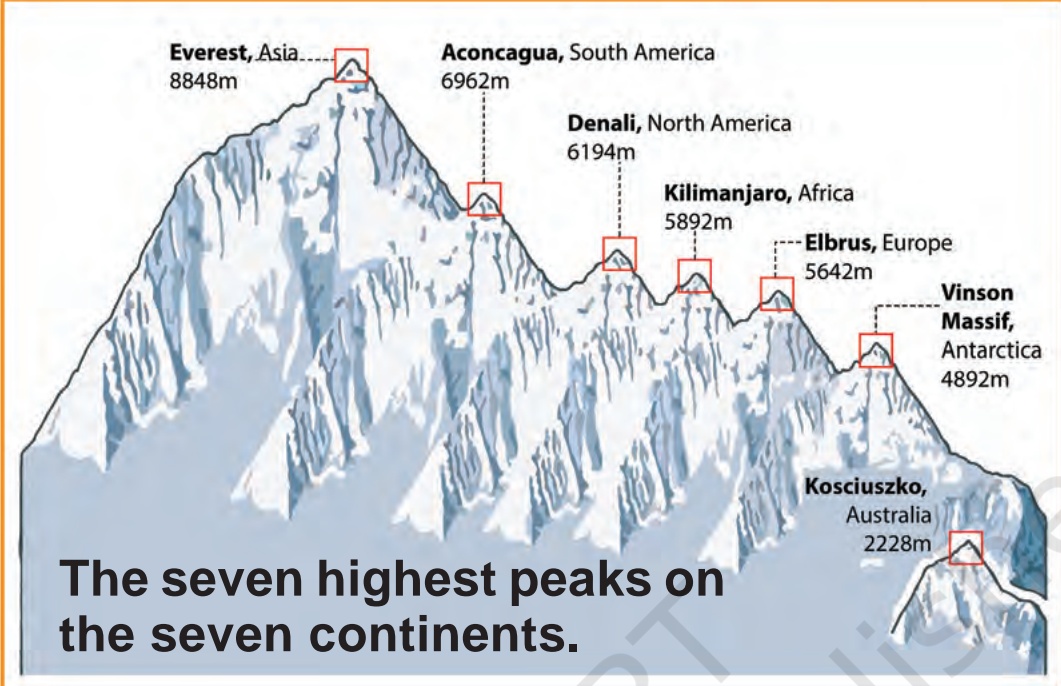 Everest, Asia
8848m
Aconcagua, South America
6962m
Denali, North America
6194m
Kilimanjaro, Africa
5892m
Elbrus, Europe
5642m
Vinson
Massif,
Antarctica
4892m
Kosciuszko,
Australia
2228m
The seven highest peaks on
the seven continents.